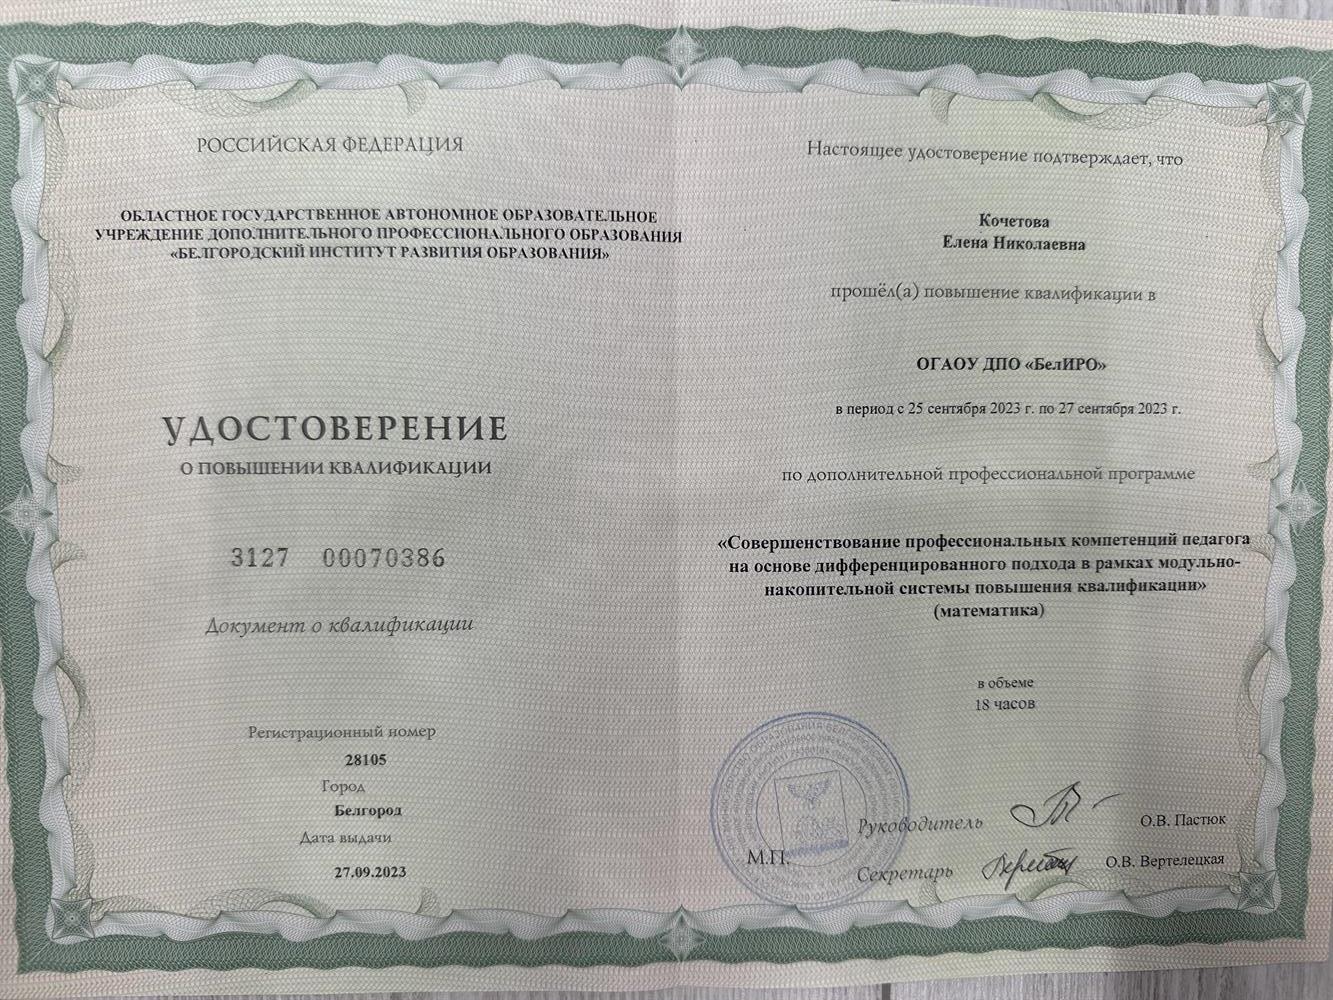 РОССИЙСКАЯ ФЕДЕРАЦИЯ
ОБЛАСТНОЕ ГОСУДАРСТВЕННОЕ АВТОНОМНОЕ ОБРАЗОВАТЕЛЬНОЕ
УЧРЕЖДЕНИЕ ДОПОЛНИТЕЛЬНОГО ПРОФЕССИОНАЛЬНОГО ОБРАЗОВАНИЯ
«БЕЛГОРОДСКИЙ ИНСТИТУТ РАЗВИТИЯ ОБРАЗОВАНИЯ»
УДОСТОВЕРЕНИЕ
О ПОВЫШЕНИИ КВАЛИФИКАЦИИ
3127 00070386
Документ о квалификации
Регистрационный номер
28105
Город
Белгород
Дата выдачи
27.09.2023
Настоящее удостоверение подтверждает, что
Кочетова
Елена Николаевна
прошёл(а) повышение квалификации в
ОГАОУ ДПО «БелИРО»
в период с 25 сентября 2023 г. по 27 сентября 2023 г.
по дополнительной профессиональной программе
«Совершенствование профессиональных компетенций педагога
на основе дифференцированного подхода в рамках модульно-
накопительной системы повышения квалификации»
(математика)
в объеме
18 часов
Руководитель О.В. Пастюк
М.П.
Секретарь О.В. Вертелецкая